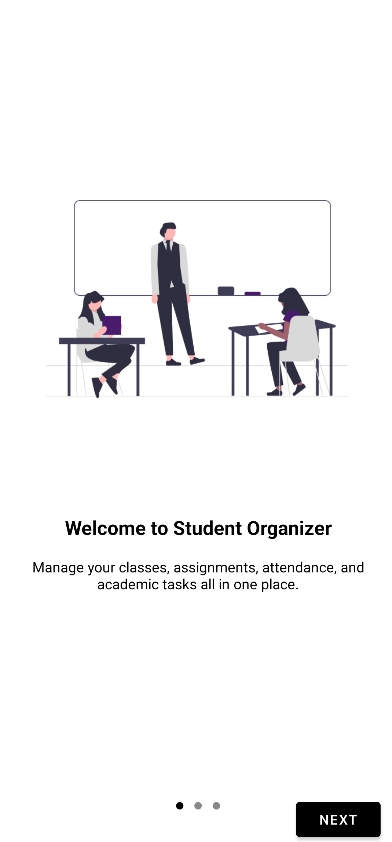 Welcome to Student Organizer
Manage your classes, assignments, attendance, and
academic tasks all in one place.
NEXT